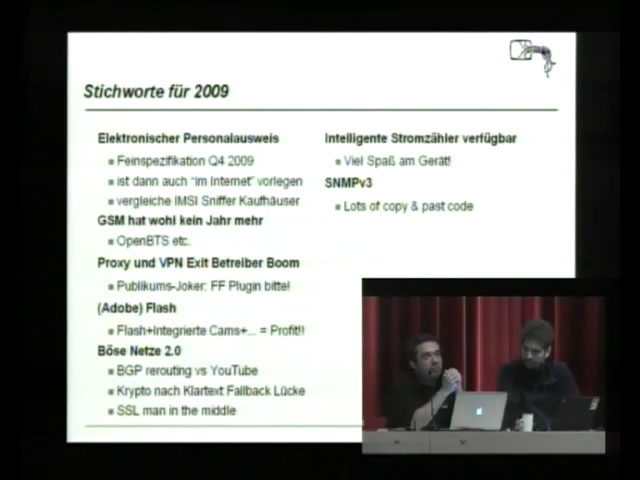 Stichworte für 2009
Elektronischer Personalausweis
Feinspezifikation Q4 2009
ist dann auch "im Internet" vorlegen
vergleiche IMSI Sniffer Kaufhäuser
GSM hat wohl kein Jahr mehr
OpenBTS etc.
Proxy und VPN Exit Betreiber Boom
Publikums-Joker: FF Plugin bitte!
(Adobe) Flash
Flash+Integrierte Cams+... = Profit!!
Böse Netze 2.0
BGP rerouting vs YouTube
Krypto nach Klartext Fallback Lücke
SSL man in the middle
Intelligente Stromzähler verfügbar
Viel Spaß am Gerät!
SNMPv3
Lots of copy & past code